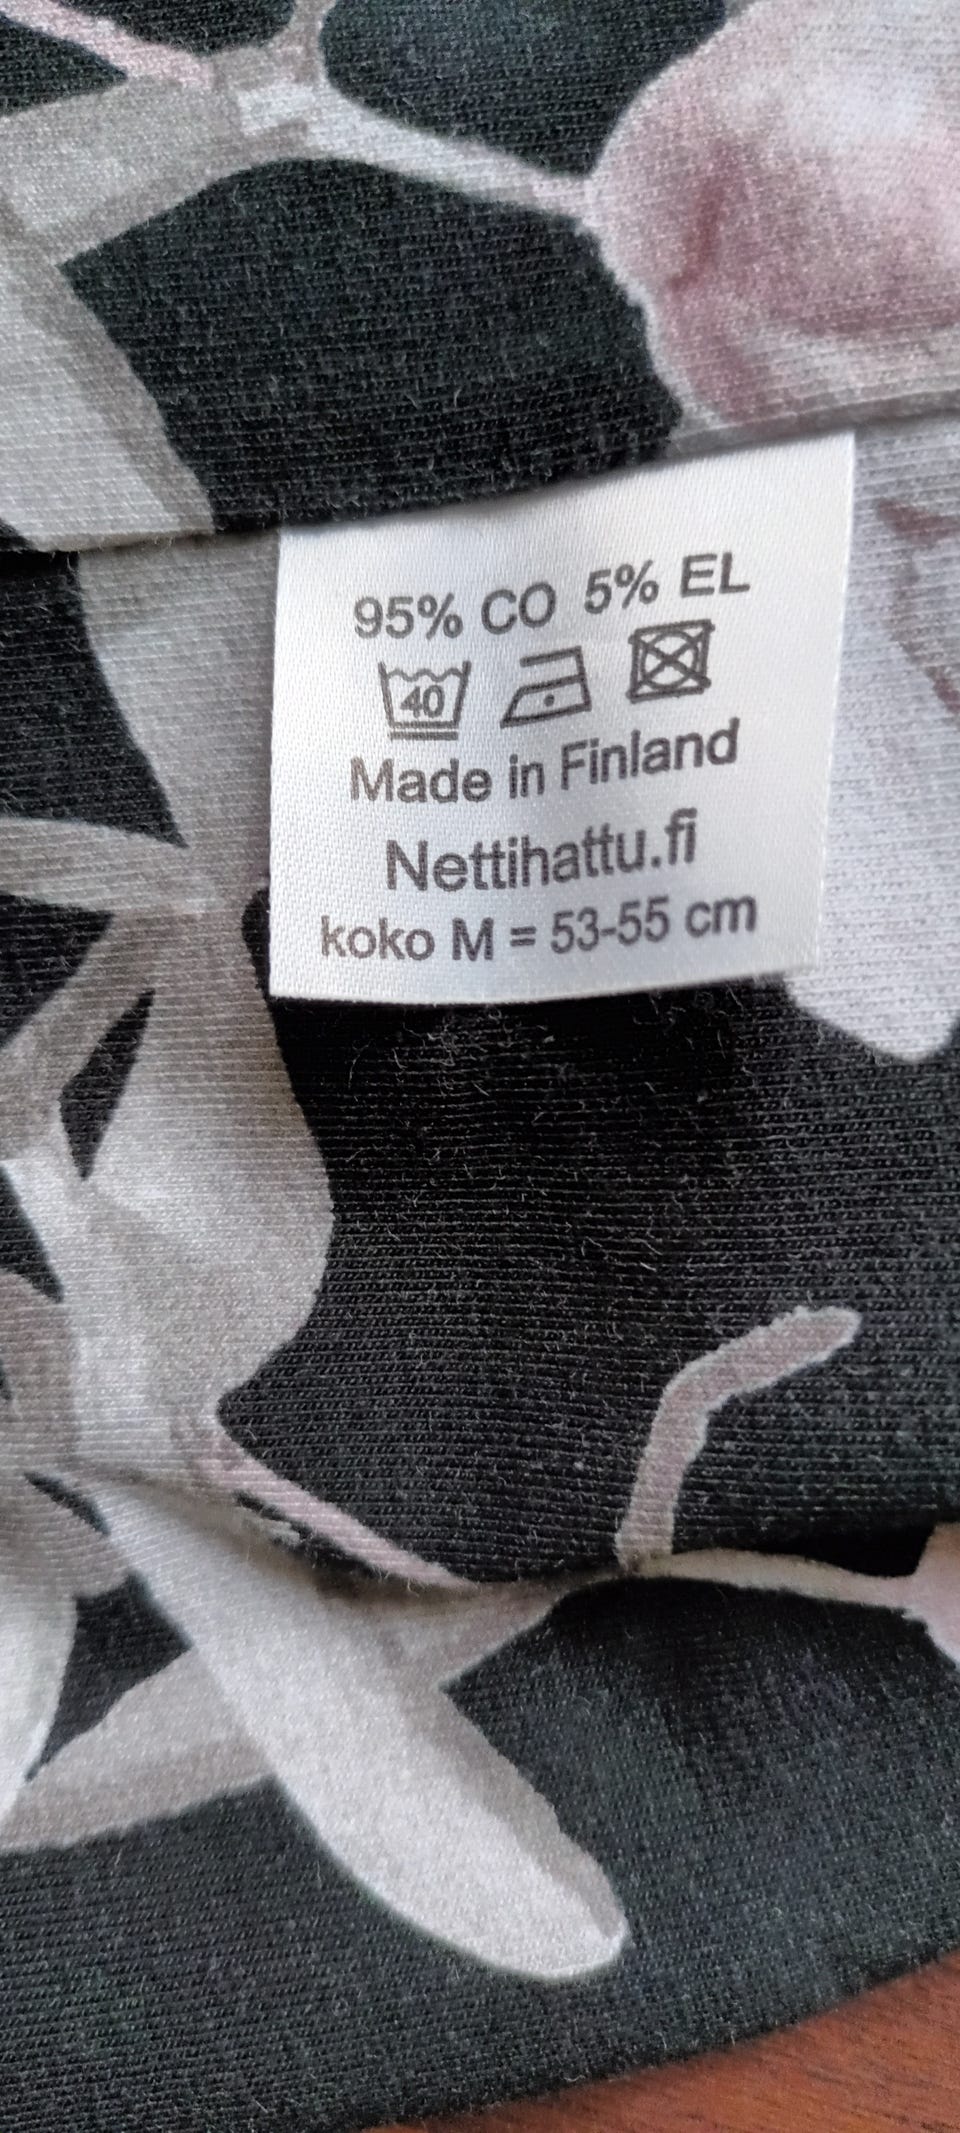 95% CO 5% EL
40
Made in Finland
Nettihattu.fi
koko M = 53-55 cm